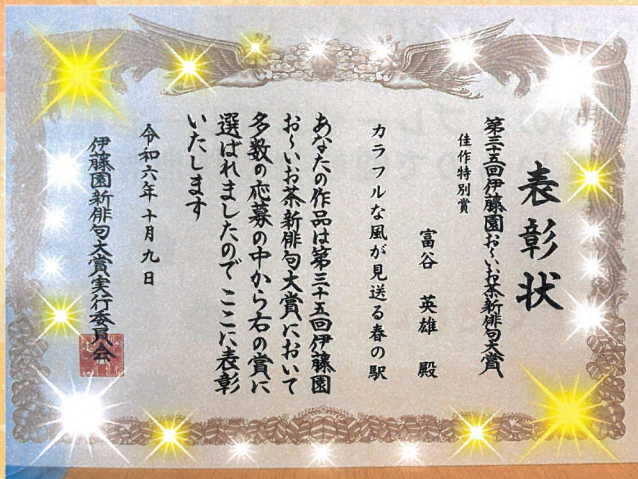 表彰状
第三十五回伊藤園お〜いお茶新俳句大賞
佳作特別賞
富谷 英雄 殿
カラフルな風が見送る春の駅
あなたの作品は第三十五回伊藤園
お〜いお茶新俳句大賞において
多数の応募の中から右の賞に
選ばれましたのでここに表彰
いたします
令和六年十月九日
伊藤園新俳句大賞実行委員会